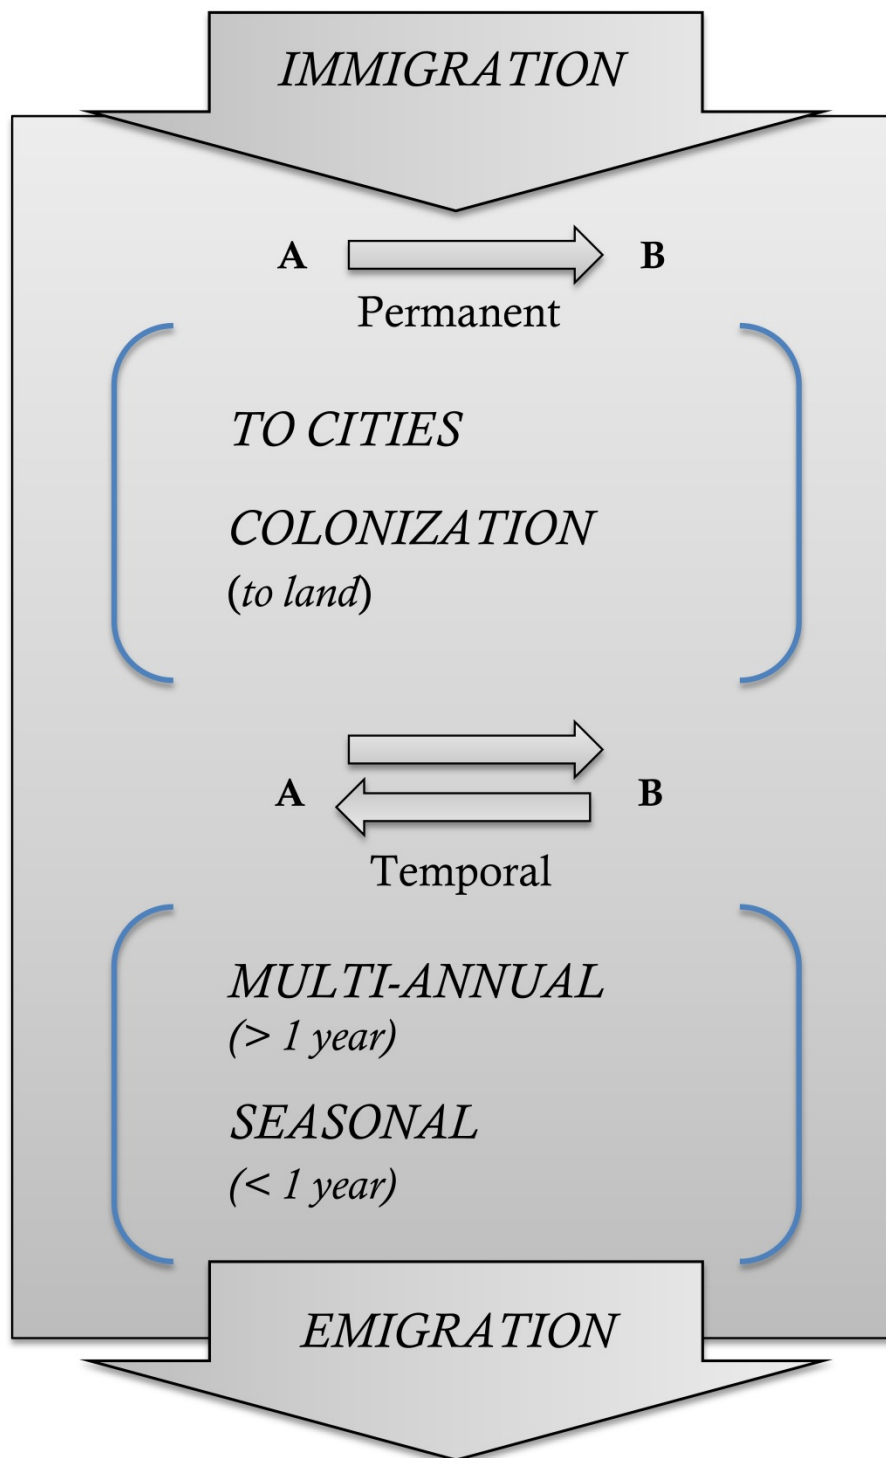 IMMIGRATION
A B
Permanent
TO CITIES
COLONIZATION
(to land)
A B
Temporal
MULTI-ANNUAL
(> 1 year)
SEASONAL
(< 1 year)
EMIGRATION